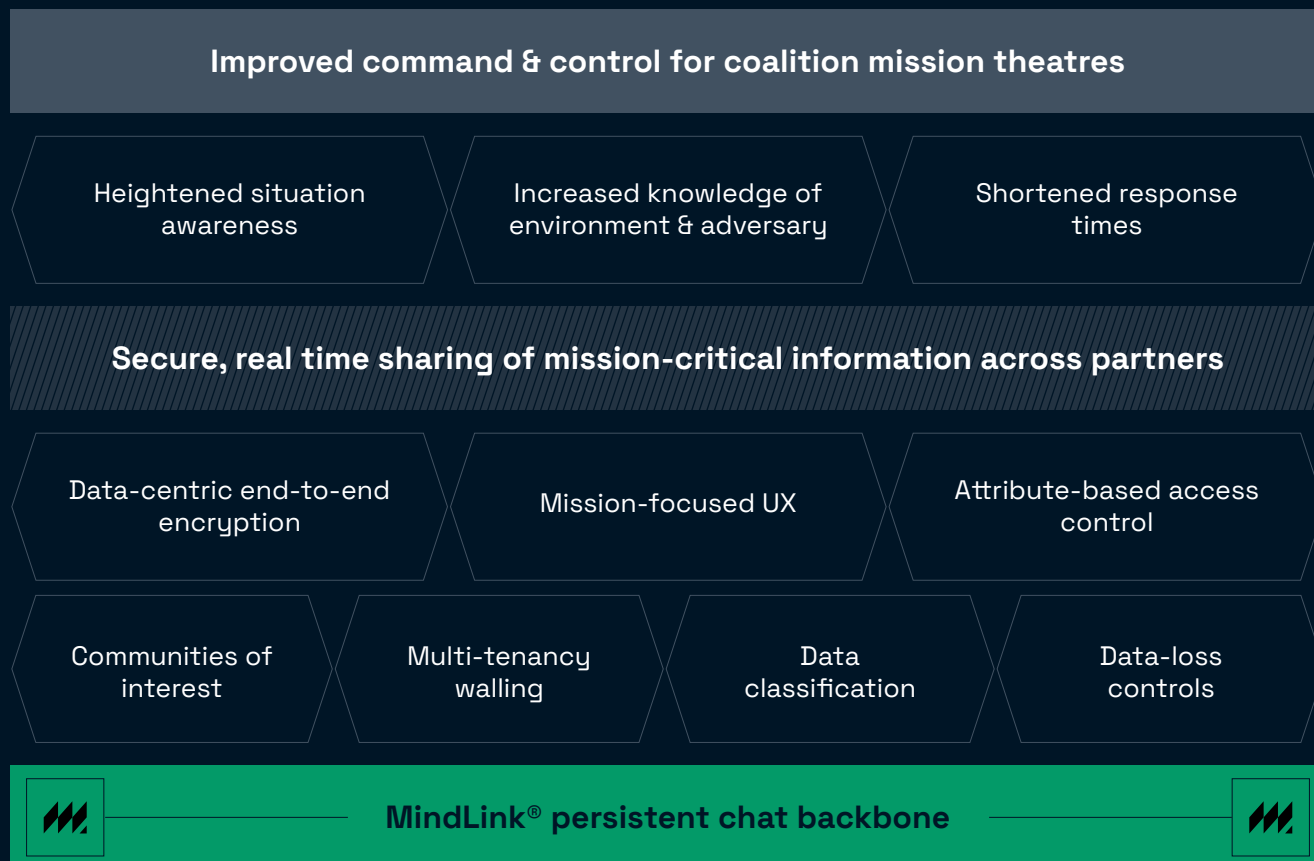 Improved command & control for coalition mission theatres
Heightened situation
awareness
Increased knowledge of
environment & adversary
Shortened response
times
Secure, real time sharing of mission-critical information across partners
Data-centric end-to-end
encryption
Mission-focused UX
Attribute-based access
control
Communities of
interest
Multi-tenancy
walling
Data
classification
Data-loss
controls
MindLink® persistent chat backbone